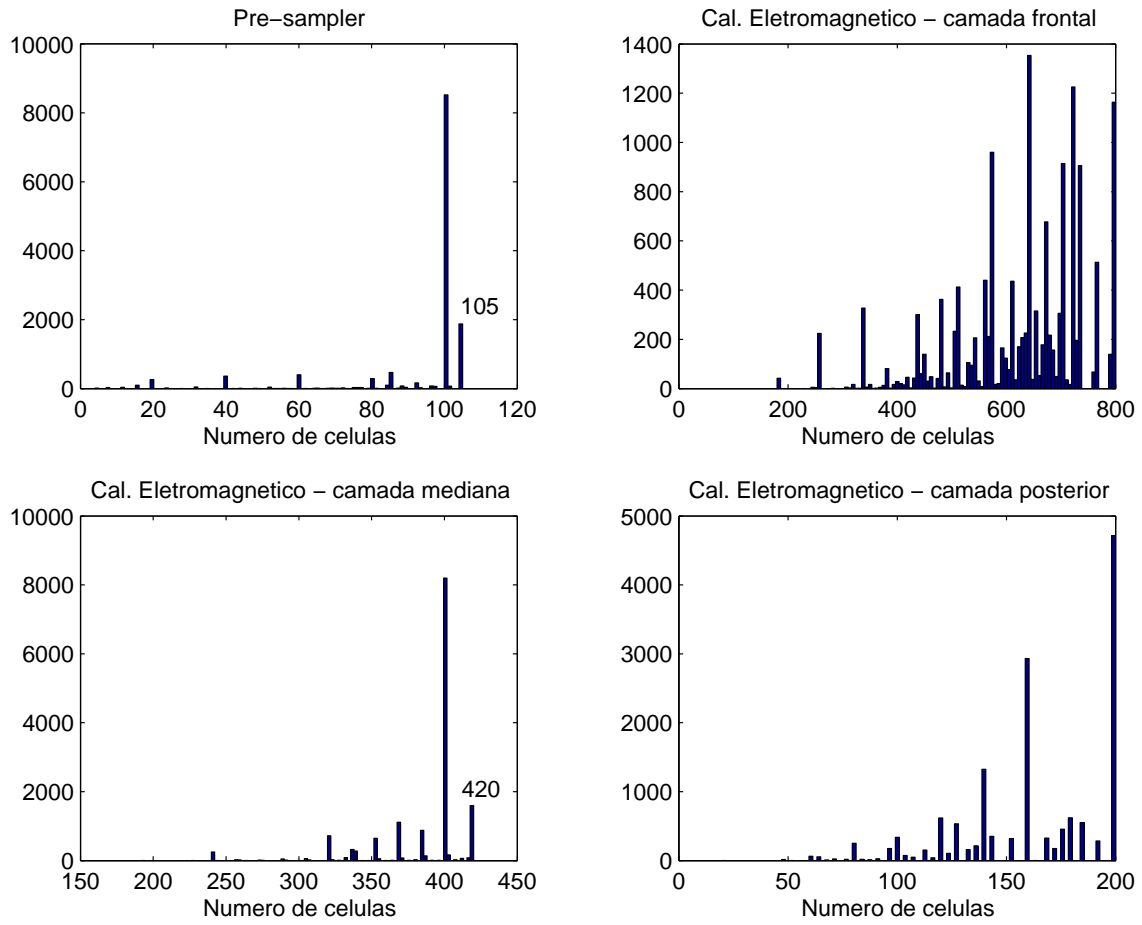 Pre−sampler
10000
8000
6000
4000
2000
0
105
0 20 40 60 80 100 120
Numero de celulas
Cal. Eletromagnetico − camada frontal
1400
1200
1000
800
600
400
200
0
0 200 400 600 800
Numero de celulas
Cal. Eletromagnetico − camada mediana
10000
8000
6000
4000
2000
0
420
150 200 250 300 350 400 450
Numero de celulas
Cal. Eletromagnetico − camada posterior
5000
4000
3000
2000
1000
0
0 50 100 150 200
Numero de celulas